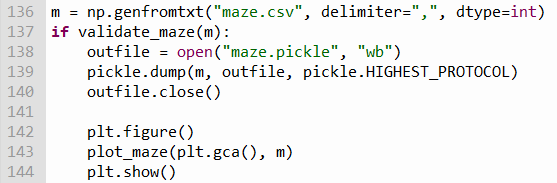 136 m = np.genfromtxt("maze.csv", delimiter=",", dtype=int)
137 if validate_maze(m):
138     outfile = open("maze.pickle", "wb")
139     pickle.dump(m, outfile, pickle.HIGHEST_PROTOCOL)
140     outfile.close()
141
142     plt.figure()
143     plot_maze(plt.gca(), m)
144     plt.show()